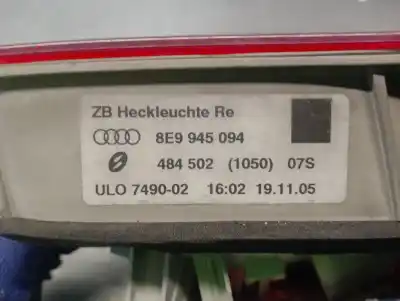 ZB Heckleuchte Re
8E9 945 094
484 502 (1050) 07S
ULO 7490-02 16:02 19.11.05